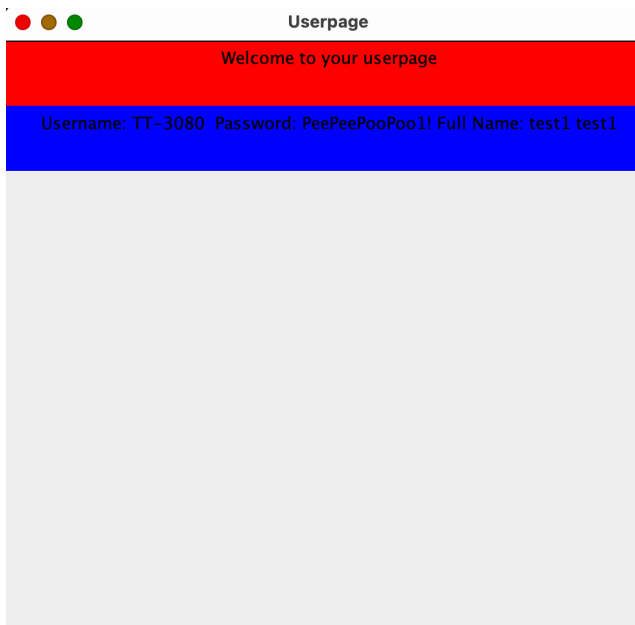 Userpage
Welcome to your userpage
Username: TT-3080 Password: PeePeePooPoo1! Full Name: test1 test1